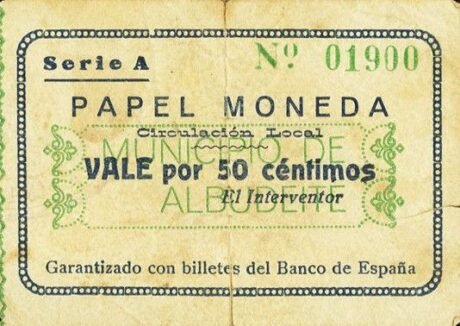 Serie A
Nº 01900
PAPEL MONEDA
Circulación Local
MUNICIPIO DE
VALE por 50 céntimos
ALBUDEITE
El Interventor
Garantizado con billetes del Banco de España